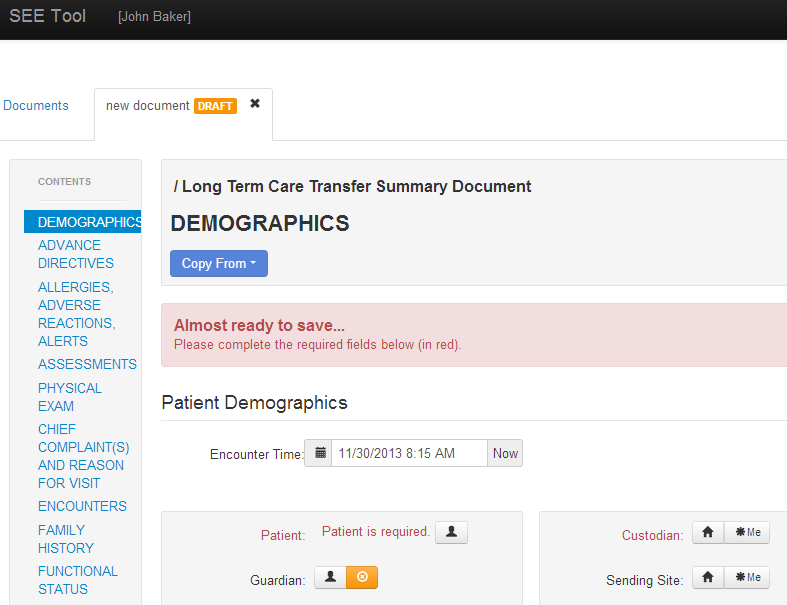 SEE Tool [John Baker]
Documents new document DRAFT ✖
CONTENTS
DEMOGRAPHICS
ADVANCE
DIRECTIVES
ALLERGIES,
ADVERSE
REACTIONS,
ALERTS
ASSESSMENTS
PHYSICAL
EXAM
CHIEF
COMPLAINT(S)
AND REASON
FOR VISIT
ENCOUNTERS
FAMILY
HISTORY
FUNCTIONAL
STATUS
/ Long Term Care Transfer Summary Document
DEMOGRAPHICS
Copy From
Almost ready to save...
Please complete the required fields below (in red).
Patient Demographics
Encounter Time: 11/30/2013 8:15 AM Now
Patient: Patient is required.
Guardian:
Custodian: Me
Sending Site: Me